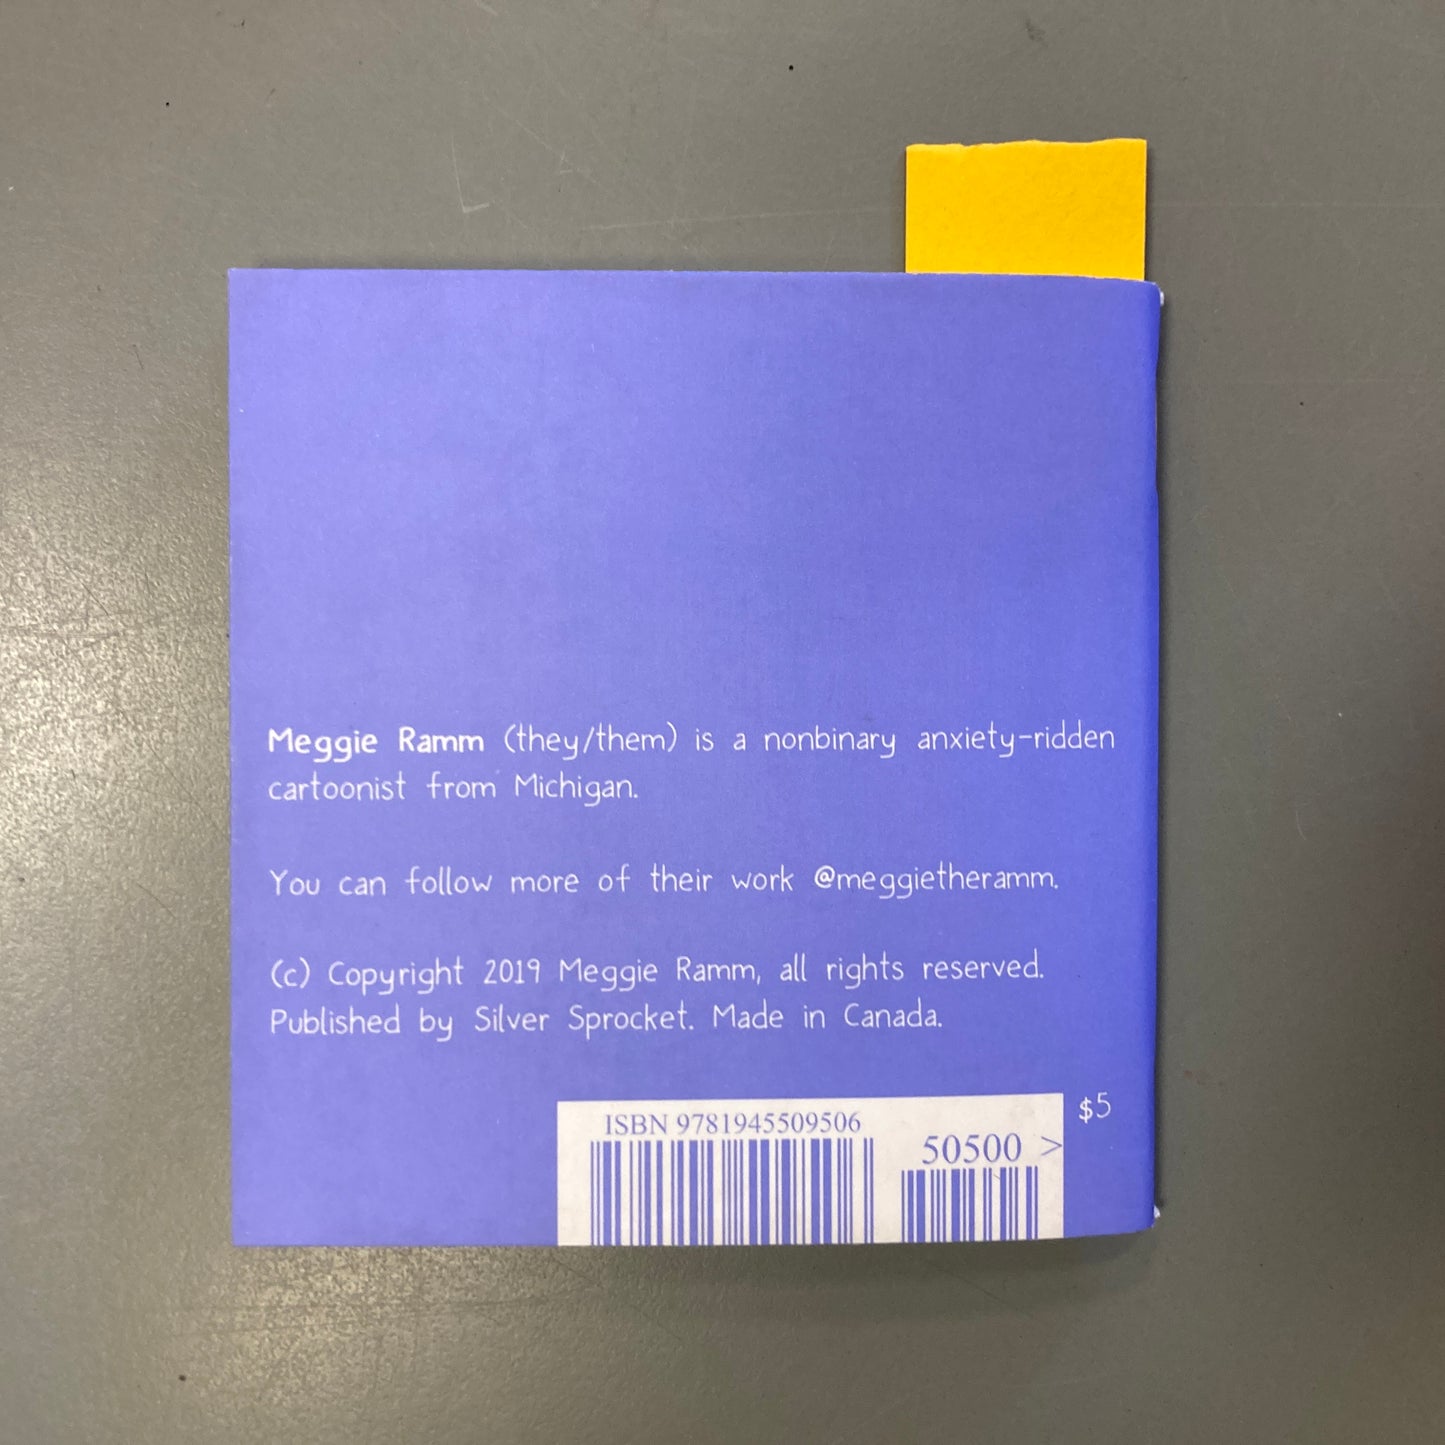 Meggie Ramm (they/them) is a nonbinary anxiety-ridden
cartoonist from Michigan.
You can follow more of their work @meggietheramm.
(c) Copyright 2019 Meggie Ramm, all rights reserved.
Published by Silver Sprocket. Made in Canada.
$5
ISBN 9781945509506
50500 >